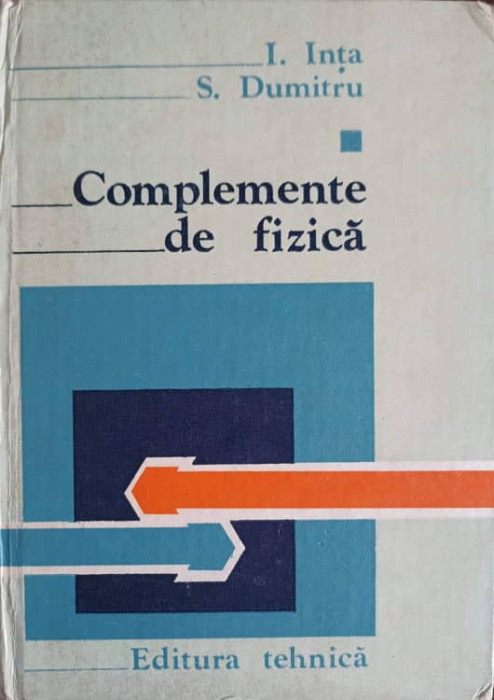 I. Ința
S. Dumitru
Complemente
de fizică
Editura tehnică